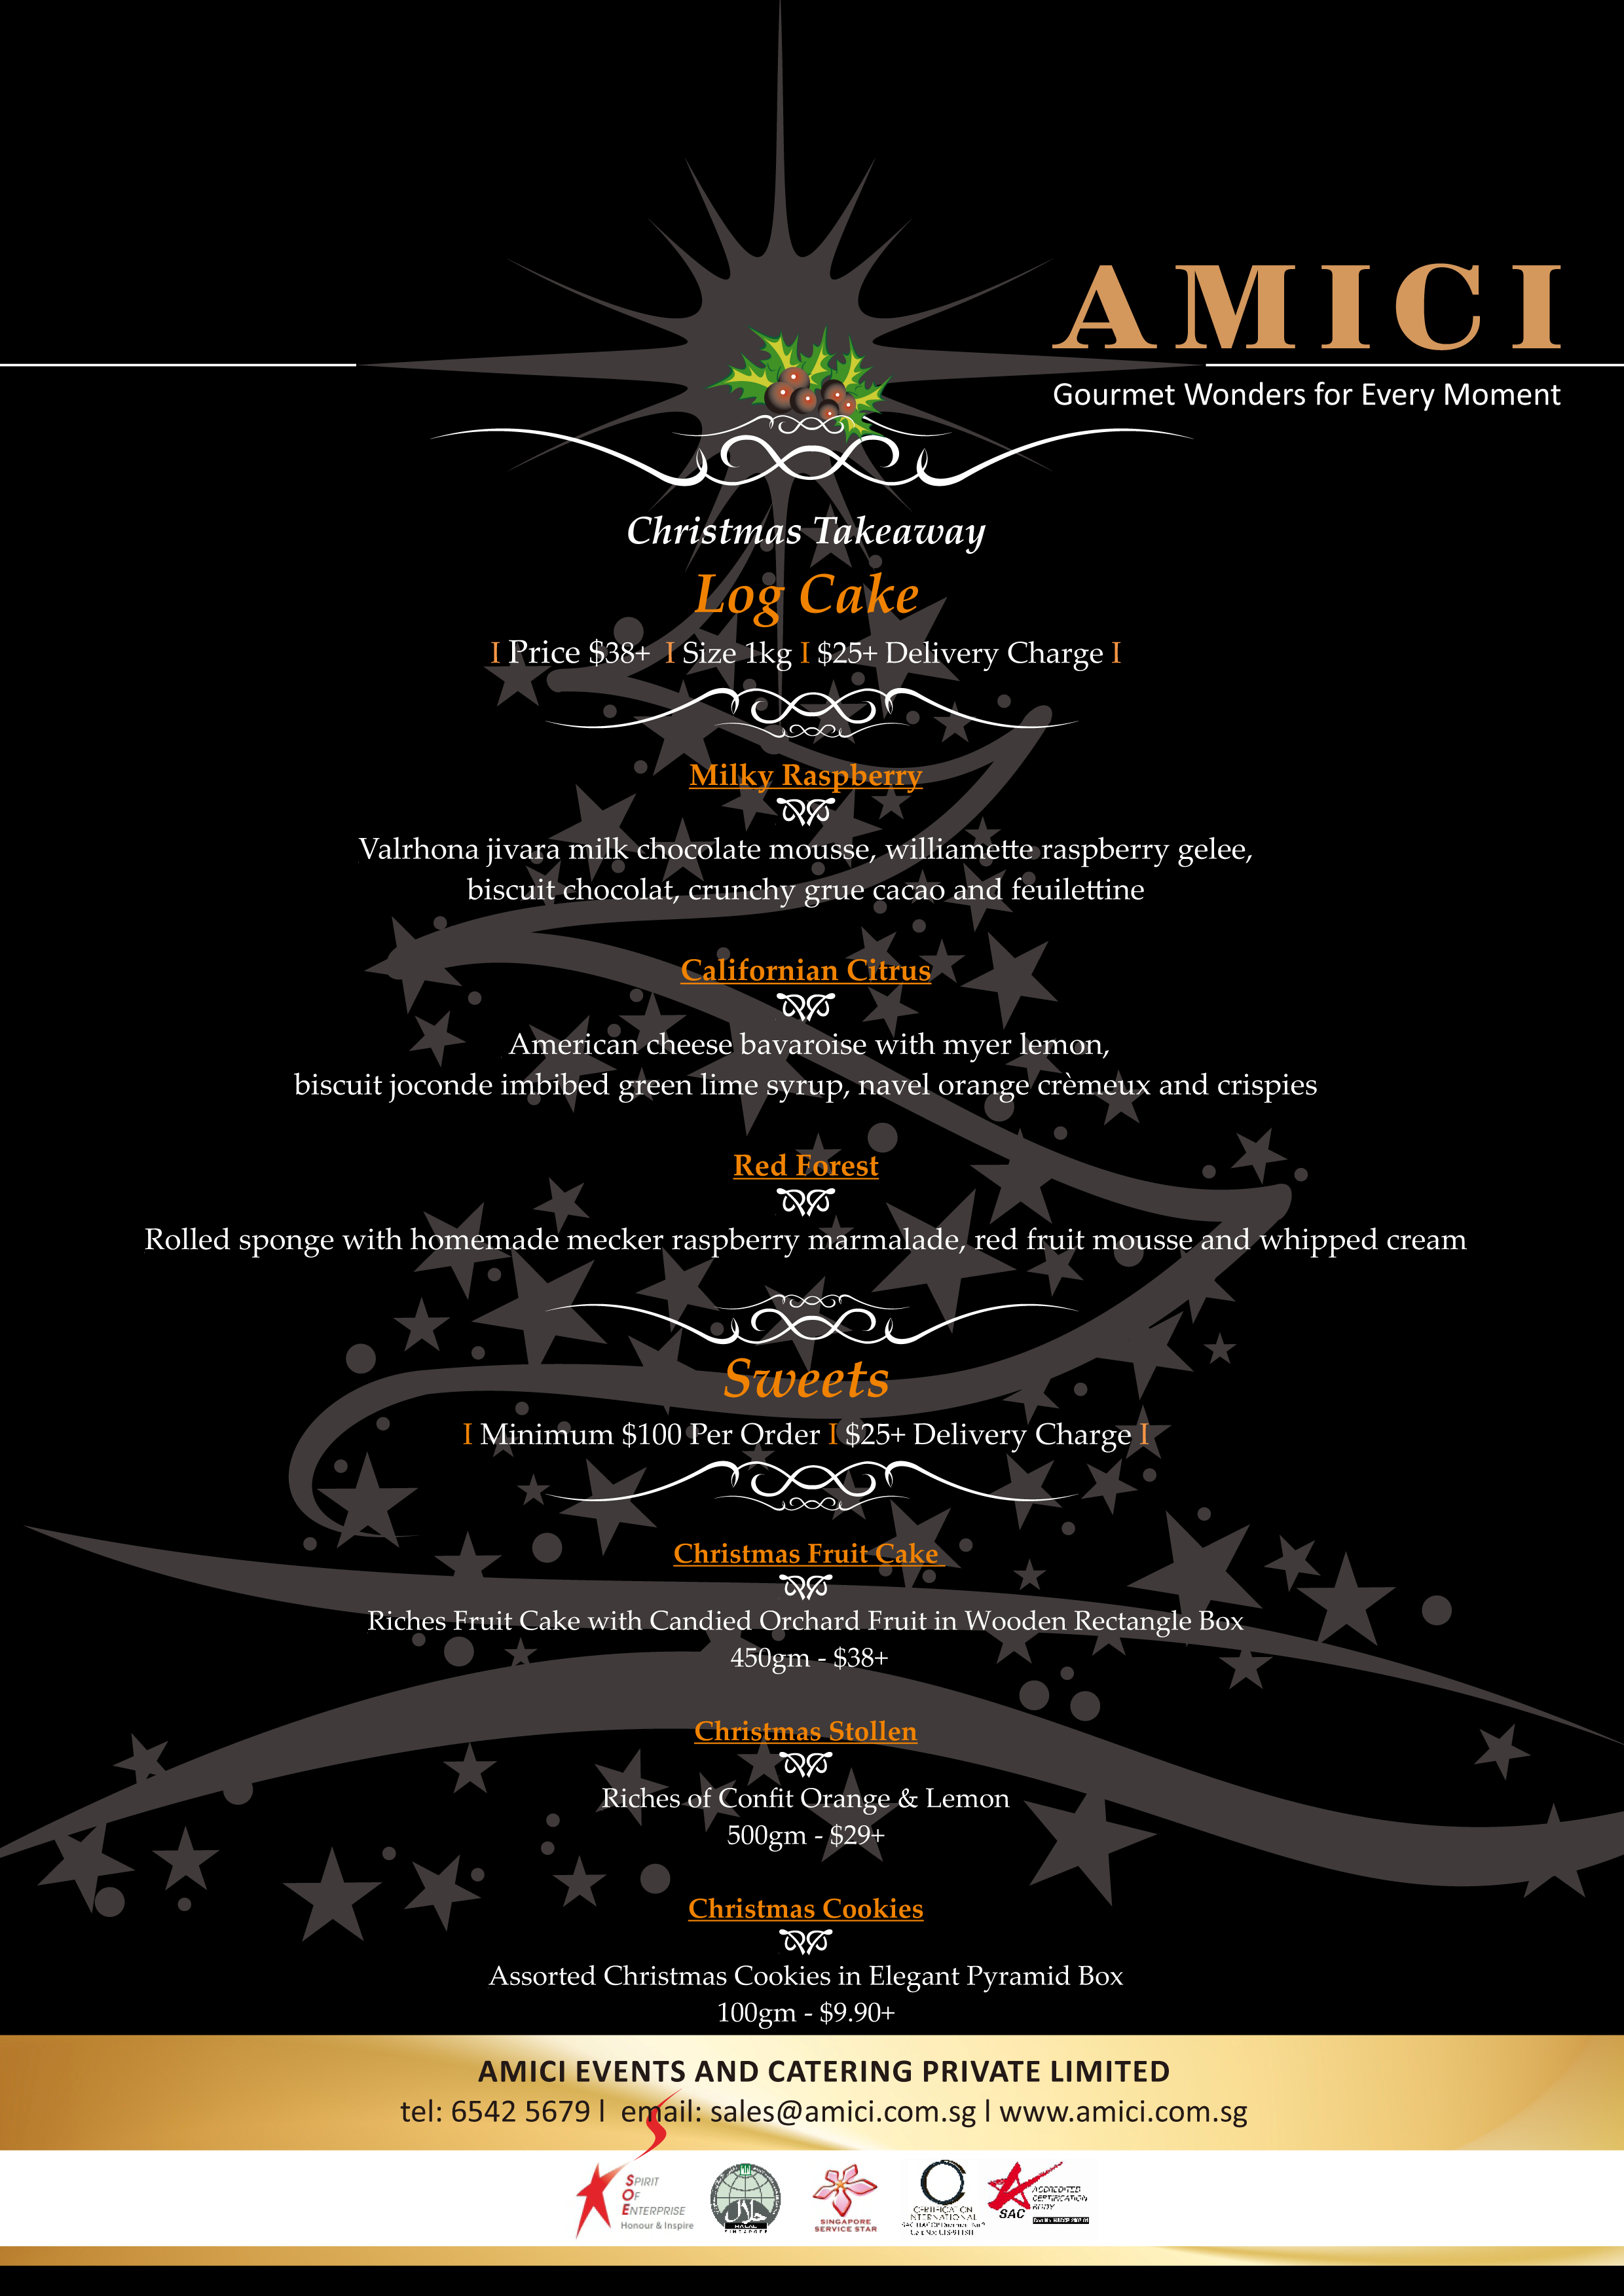 AMICI
Gourmet Wonders for Every Moment
Christmas Takeaway
Log Cake
I Price $38+ I Size 1kg I $25+ Delivery Charge I
Milky Raspberry
Valrhona jivara milk chocolate mousse, williamette raspberry gelee,
biscuit chocolat, crunchy grue cacao and feuilettine
Californian Citrus
American cheese bavaroise with myer lemon,
biscuit joconde imbibed green lime syrup, navel orange crèmeux and crispies
Red Forest
Rolled sponge with homemade mecker raspberry marmalade, red fruit mousse and whipped cream
Sweets
I Minimum $100 Per Order I $25+ Delivery Charge I
Christmas Fruit Cake
Riches Fruit Cake with Candied Orchard Fruit in Wooden Rectangle Box
450gm - $38+
Christmas Stollen
Riches of Confit Orange & Lemon
500gm - $29+
Christmas Cookies
Assorted Christmas Cookies in Elegant Pyramid Box
100gm - $9.90+
AMICI EVENTS AND CATERING PRIVATE LIMITED
tel: 6542 5679 l email: sales@amici.com.sg l www.amici.com.sg
SPIRIT
OF
ENTERPRISE
Honour & Inspire
HALAL
SINGAPORE
SINGAPORE
SERVICE STAR
CERTIFICATION
INTERNATIONAL
ACCREDITED
CERTIFICATION
BODY
SAC